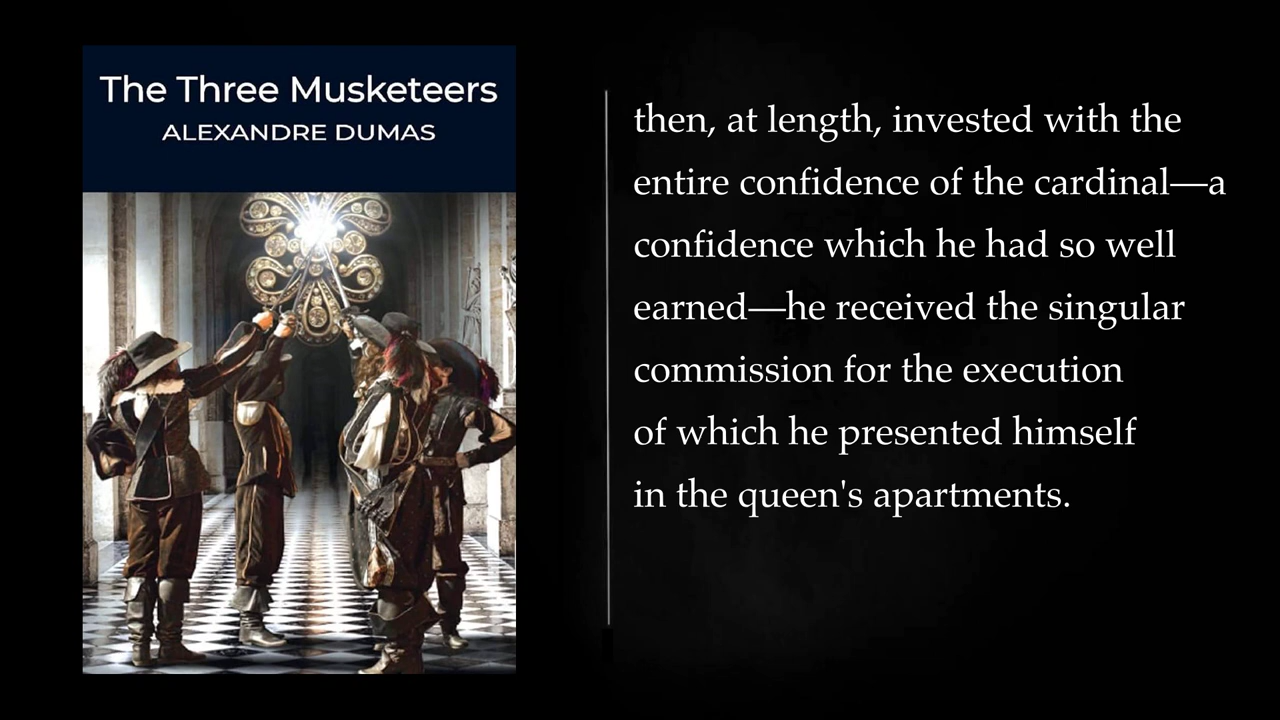 The Three Musketeers
ALEXANDRE DUMAS
then, at length, invested with the
entire confidence of the cardinal—a
confidence which he had so well
earned—he received the singular
commission for the execution
of which he presented himself
in the queen's apartments.